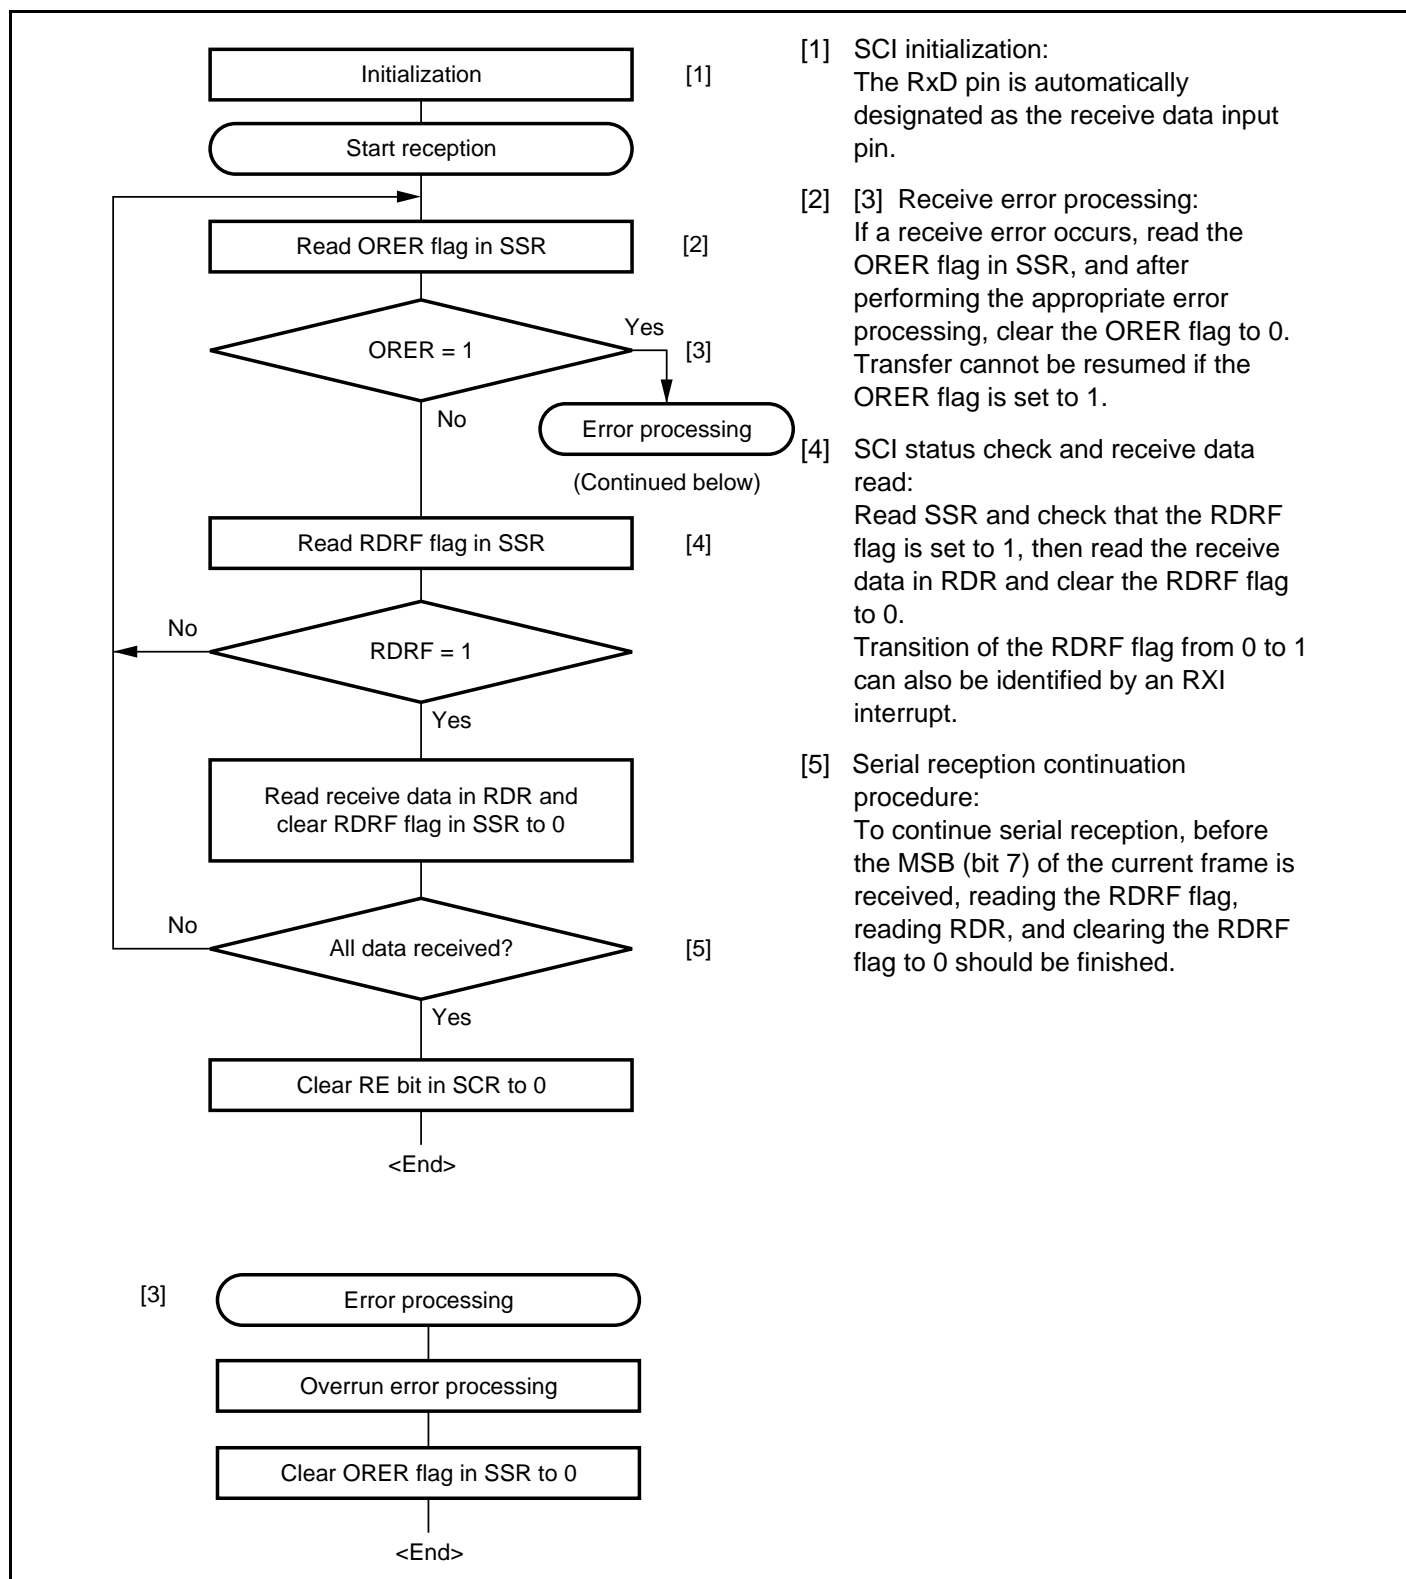 Initialization
[1]
Start reception
Read ORER flag in SSR
[2]
ORER = 1
Yes
[3]
No
Error processing
(Continued below)
Read RDRF flag in SSR
[4]
No
RDRF = 1
Yes
Read receive data in RDR and
clear RDRF flag in SSR to 0
No
All data received?
[5]
Yes
Clear RE bit in SCR to 0
<End>
[3]
Error processing
Overrun error processing
Clear ORER flag in SSR to 0
<End>
[1] SCI initialization:
The RxD pin is automatically
designated as the receive data input
pin.
[2] [3] Receive error processing:
If a receive error occurs, read the
ORER flag in SSR, and after
performing the appropriate error
processing, clear the ORER flag to 0.
Transfer cannot be resumed if the
ORER flag is set to 1.
[4] SCI status check and receive data
read:
Read SSR and check that the RDRF
flag is set to 1, then read the receive
data in RDR and clear the RDRF flag
to 0.
Transition of the RDRF flag from 0 to 1
can also be identified by an RXI
interrupt.
[5] Serial reception continuation
procedure:
To continue serial reception, before
the MSB (bit 7) of the current frame is
received, reading the RDRF flag,
reading RDR, and clearing the RDRF
flag to 0 should be finished.